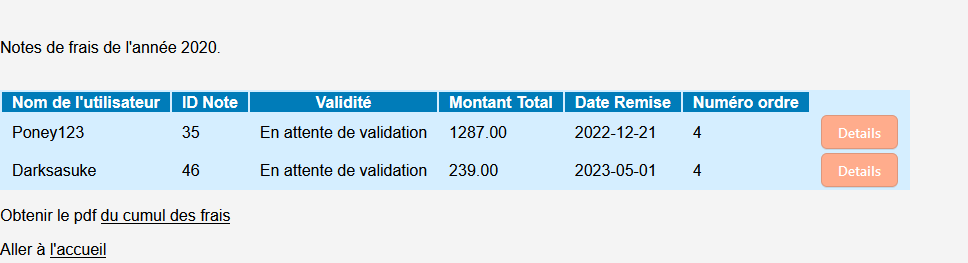 Notes de frais de l'année 2020.
Nom de l'utilisateur ID Note Validité Montant Total Date Remise Numéro ordre
Poney123 35 En attente de validation 1287.00 2022-12-21 4 Details
Darksasuke 46 En attente de validation 239.00 2023-05-01 4 Details
Obtenir le pdf du cumul des frais
Aller à l'accueil